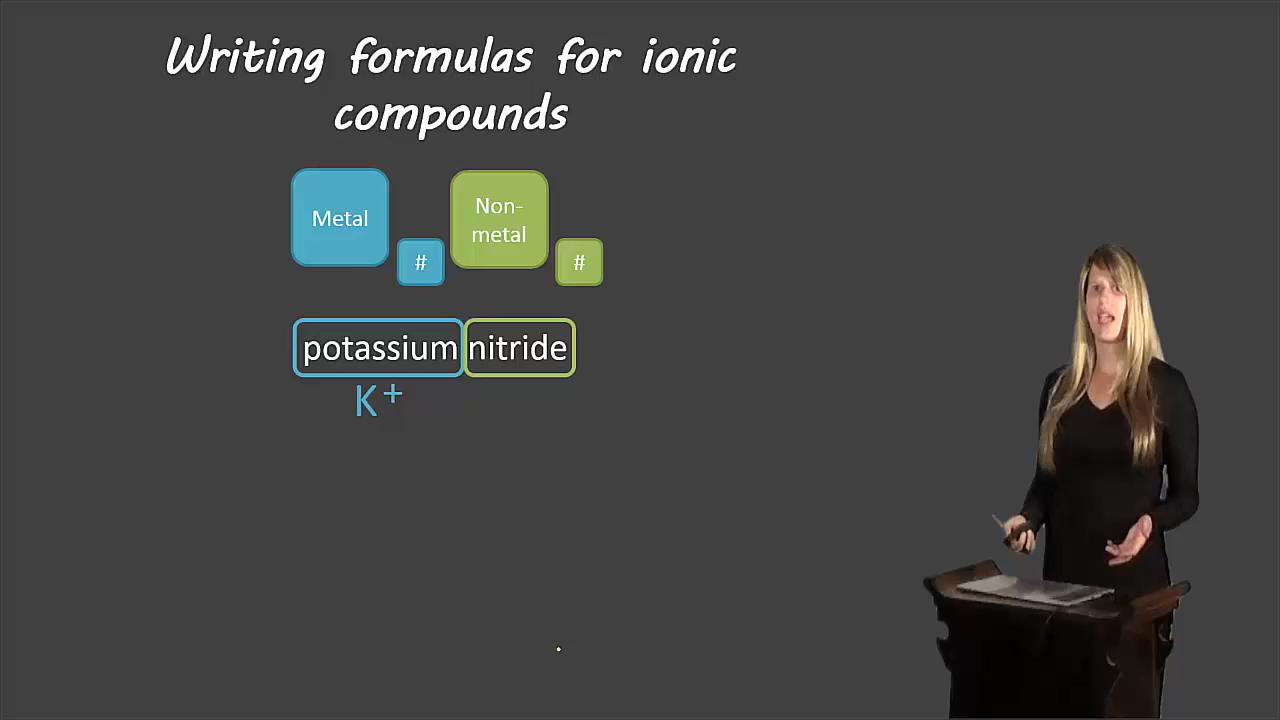 Writing formulas for ionic
compounds
Metal
#
Non-
metal
#
potassium nitride
K⁺